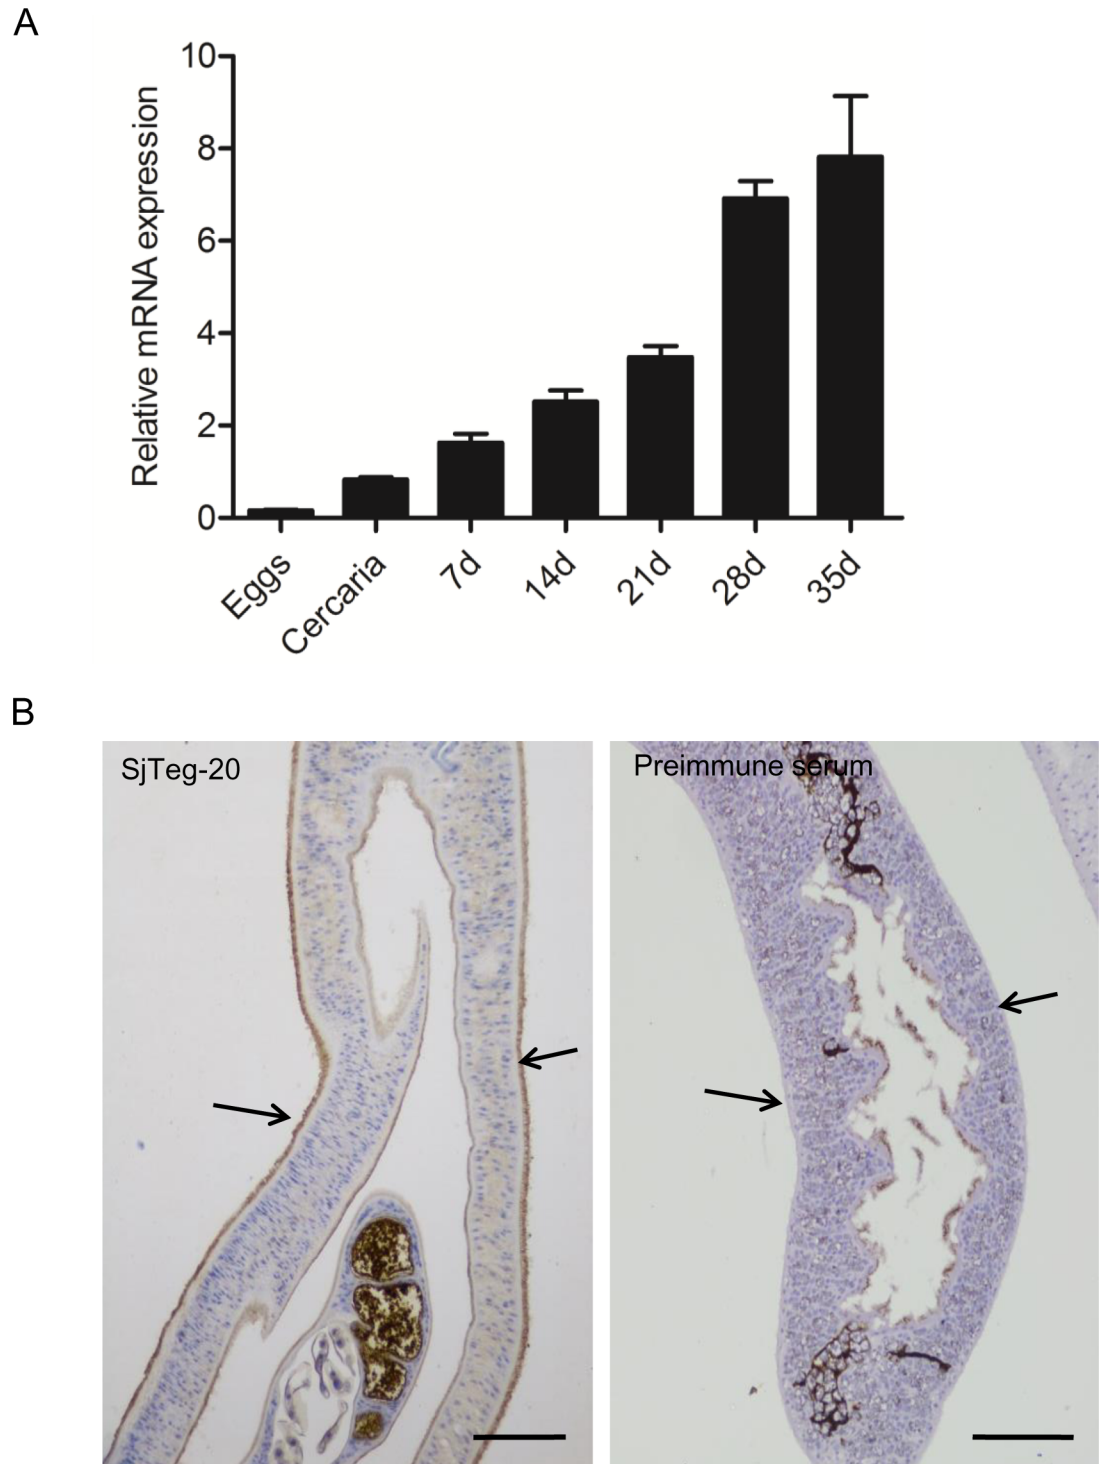 A
10
8
6
4
2
0
Relative mRNA expression
Eggs
Cercaria
7d
14d
21d
28d
35d
B
SjTeg-20
Preimmune serum